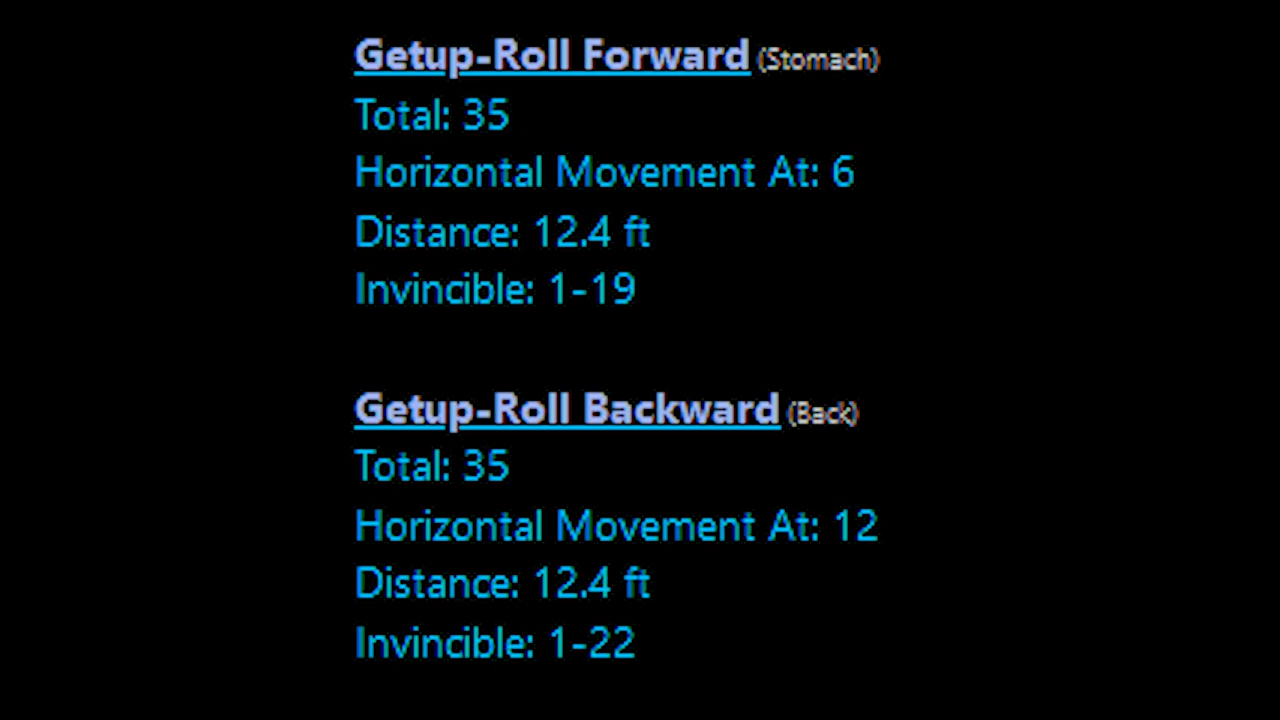 Getup-Roll Forward (Stomach)
Total: 35
Horizontal Movement At: 6
Distance: 12.4 ft
Invincible: 1-19
Getup-Roll Backward (Back)
Total: 35
Horizontal Movement At: 12
Distance: 12.4 ft
Invincible: 1-22